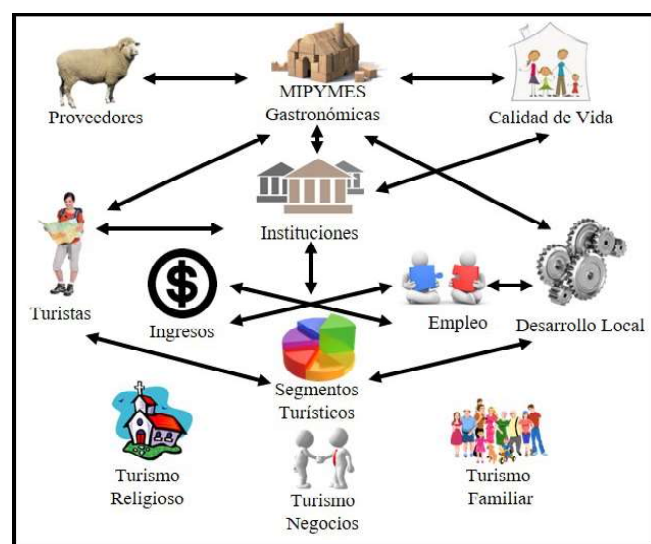 Proveedores
MIPYMES
Gastronómicas
Calidad de Vida
Instituciones
Turistas
$
Ingresos
Empleo
Desarrollo Local
Segmentos
Turísticos
Turismo
Religioso
Turismo
Negocios
Turismo
Familiar